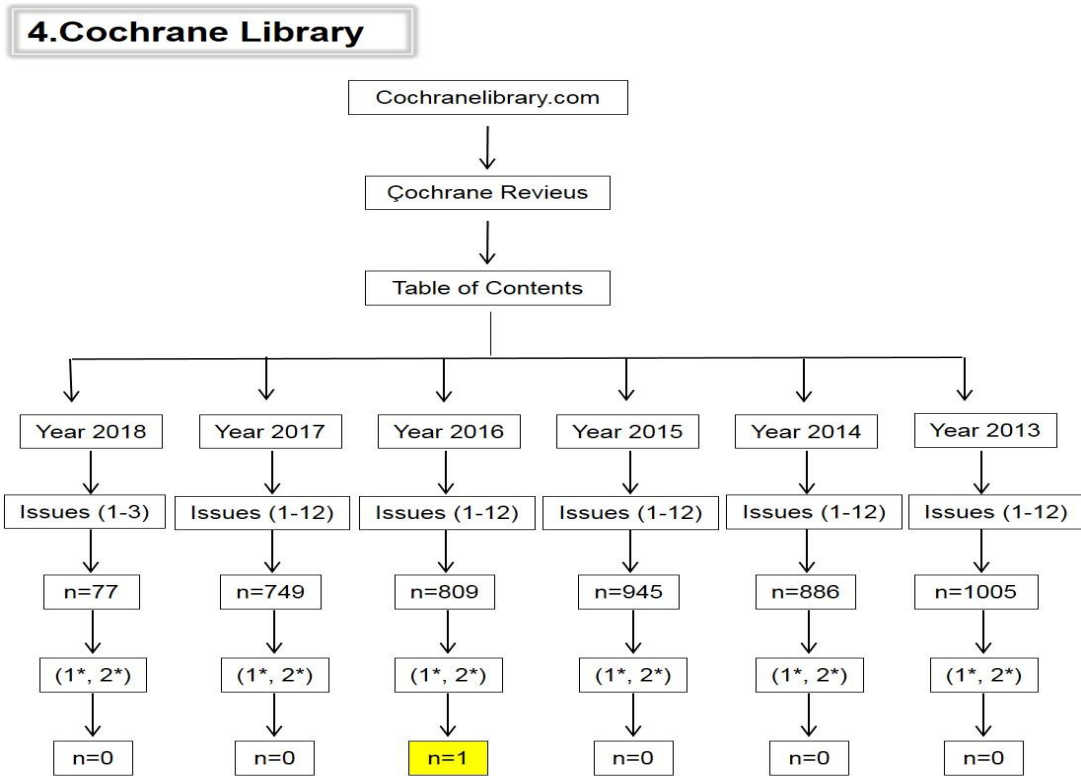 4.Cochrane Library
Cochranelibrary.com
Çochrane Revieus
Table of Contents
Year 2018 Year 2017 Year 2016 Year 2015 Year 2014 Year 2013
Issues (1-3) Issues (1-12) Issues (1-12) Issues (1-12) Issues (1-12) Issues (1-12)
n=77 n=749 n=809 n=945 n=886 n=1005
(1*, 2*) (1*, 2*) (1*, 2*) (1*, 2*) (1*, 2*) (1*, 2*)
n=0 n=0 n=1 n=0 n=0 n=0